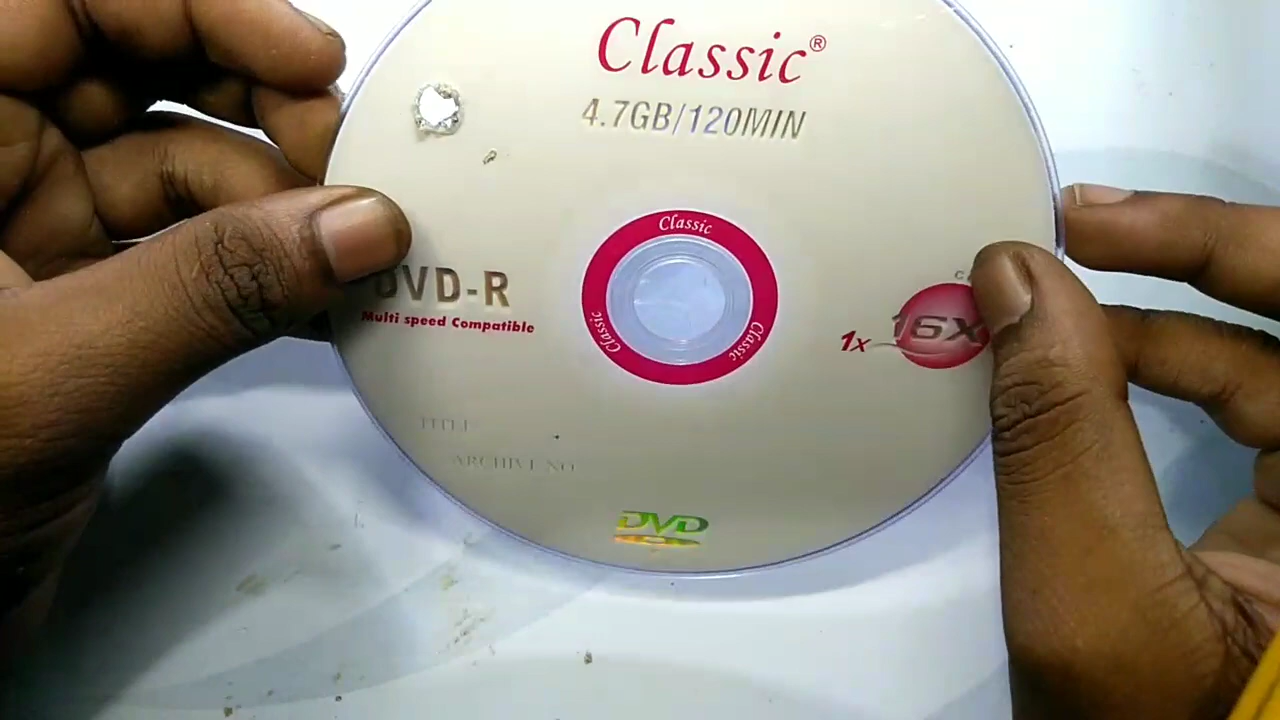 Classic®
4.7GB/120MIN
Classic
Classic
Classic
DVD-R
Multi speed Compatible
1x 16X
TITLE
ARCHIVE NO
DVD